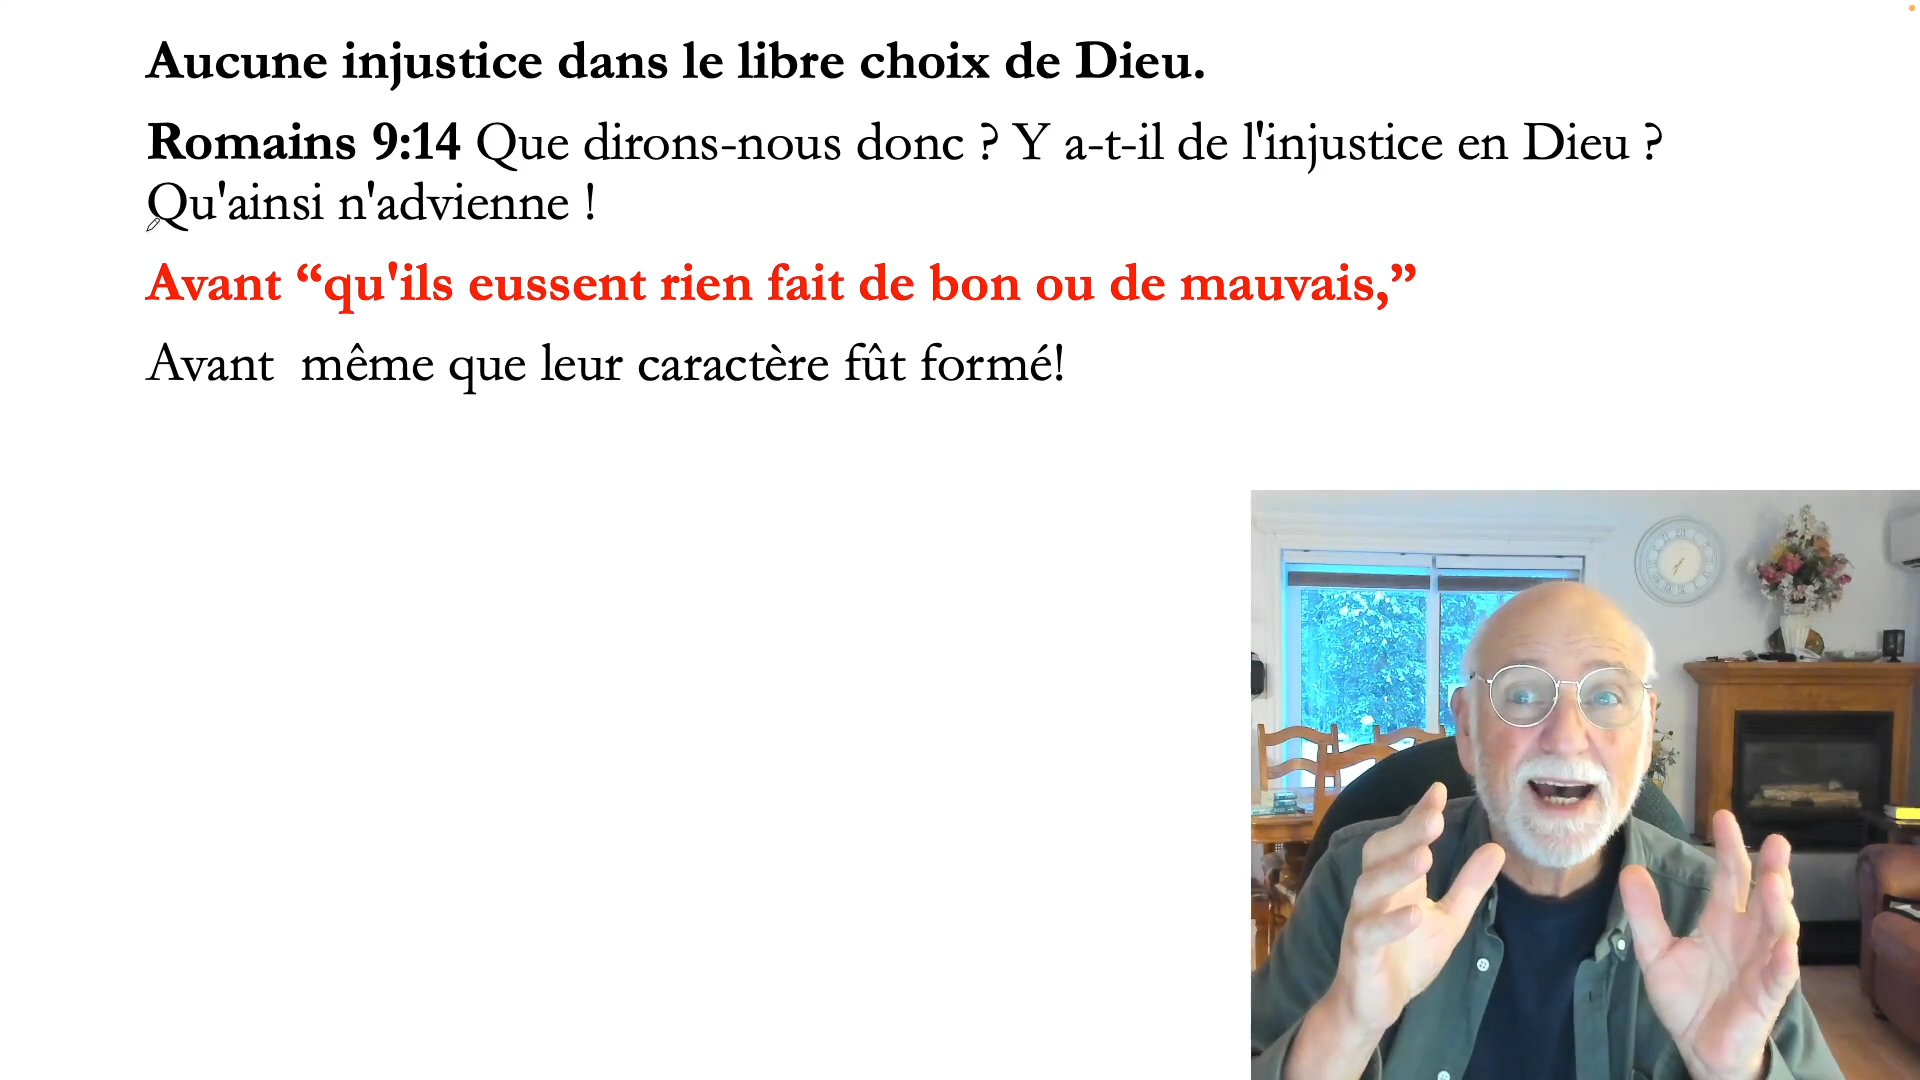 Aucune injustice dans le libre choix de Dieu.
Romains 9:14 Que dirons-nous donc ? Y a-t-il de l'injustice en Dieu ?
Qu'ainsi n'advienne !
Avant “qu'ils eussent rien fait de bon ou de mauvais,”
Avant  même que leur caractère fût formé!